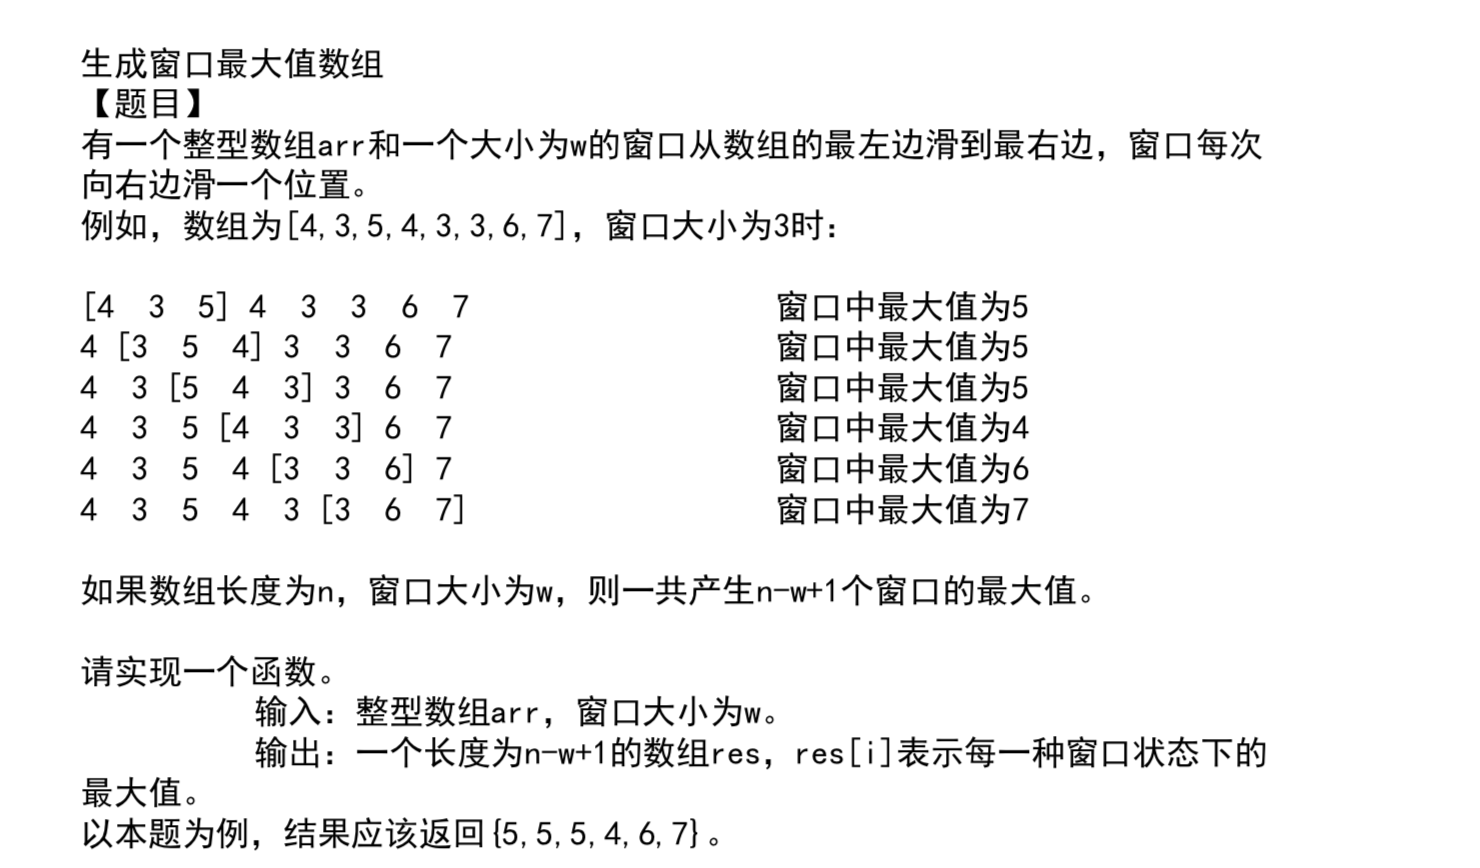 生成窗口最大值数组
【题目】
有一个整型数组arr和一个大小为w的窗口从数组的最左边滑到最右边，窗口每次
向右边滑一个位置。
例如，数组为[4,3,5,4,3,3,6,7]，窗口大小为3时：
[4 3 5] 4 3 3 6 7 窗口中最大值为5
4 [3 5 4] 3 3 6 7 窗口中最大值为5
4 3 [5 4 3] 3 6 7 窗口中最大值为5
4 3 5 [4 3 3] 6 7 窗口中最大值为4
4 3 5 4 [3 3 6] 7 窗口中最大值为6
4 3 5 4 3 [3 6 7] 窗口中最大值为7
如果数组长度为n，窗口大小为w，则一共产生n-w+1个窗口的最大值。
请实现一个函数。
输入：整型数组arr，窗口大小为w。
输出：一个长度为n-w+1的数组res，res[i]表示每一种窗口状态下的
最大值。
以本题为例，结果应该返回{5,5,5,4,6,7}。